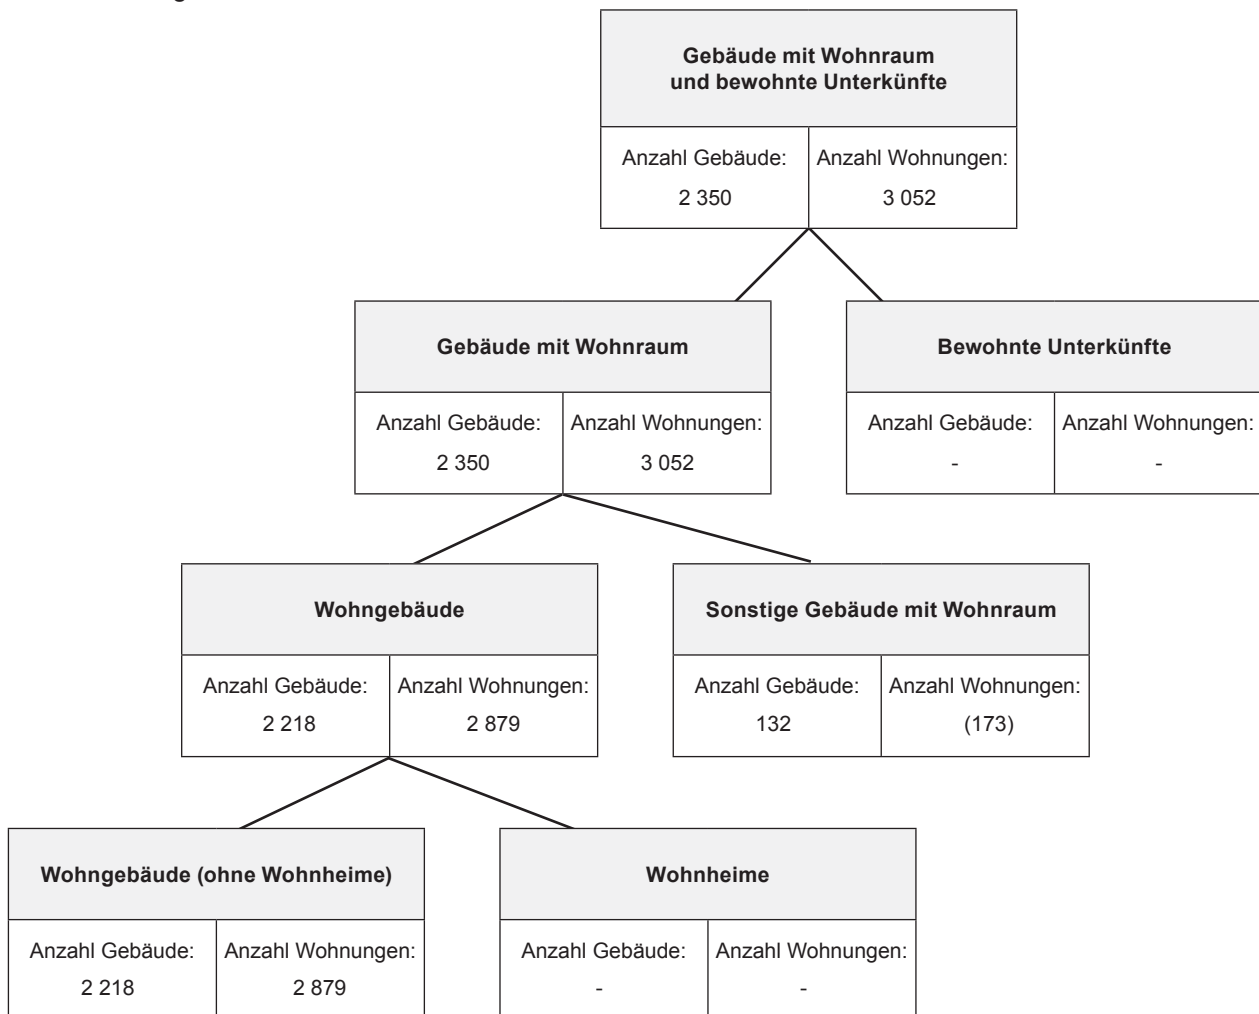 Gebäude mit Wohnraum
und bewohnte Unterkünfte
Anzahl Gebäude: Anzahl Wohnungen:
2 350 3 052
Gebäude mit Wohnraum Bewohnte Unterkünfte
Anzahl Gebäude: Anzahl Wohnungen: Anzahl Gebäude: Anzahl Wohnungen:
2 350 3 052 - -
Wohngebäude Sonstige Gebäude mit Wohnraum
Anzahl Gebäude: Anzahl Wohnungen: Anzahl Gebäude: Anzahl Wohnungen:
2 218 2 879 132 (173)
Wohngebäude (ohne Wohnheime) Wohnheime
Anzahl Gebäude: Anzahl Wohnungen: Anzahl Gebäude: Anzahl Wohnungen:
2 218 2 879 - -